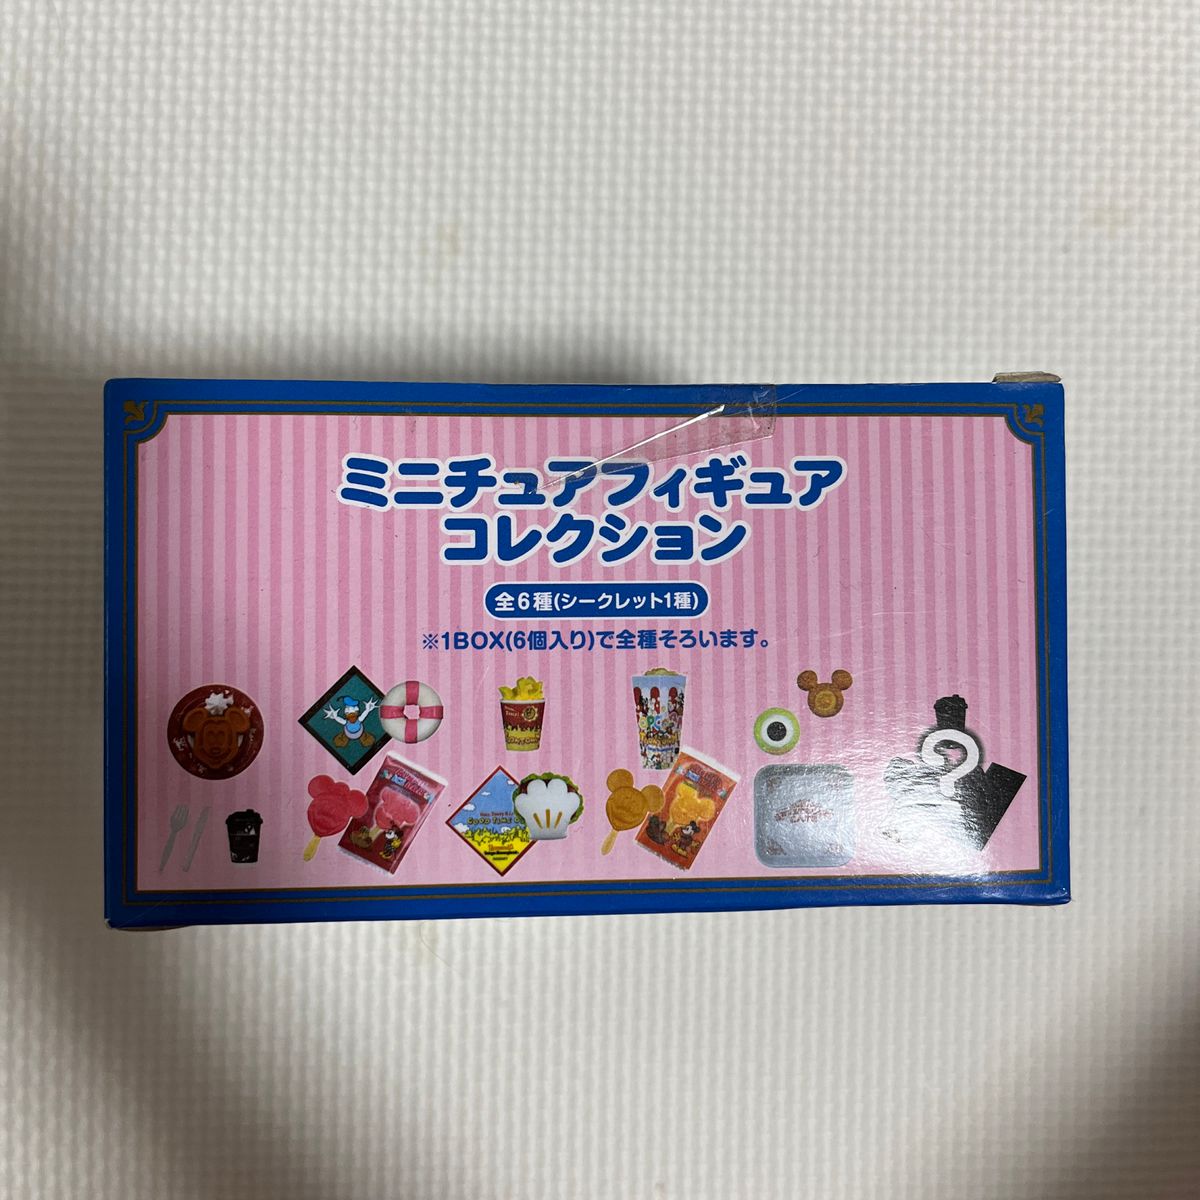 ミニチュアフィギュア
コレクション
全6種(シークレット1種)
※1BOX(6個入り)で全種そろいます。
GOOD TIME
?